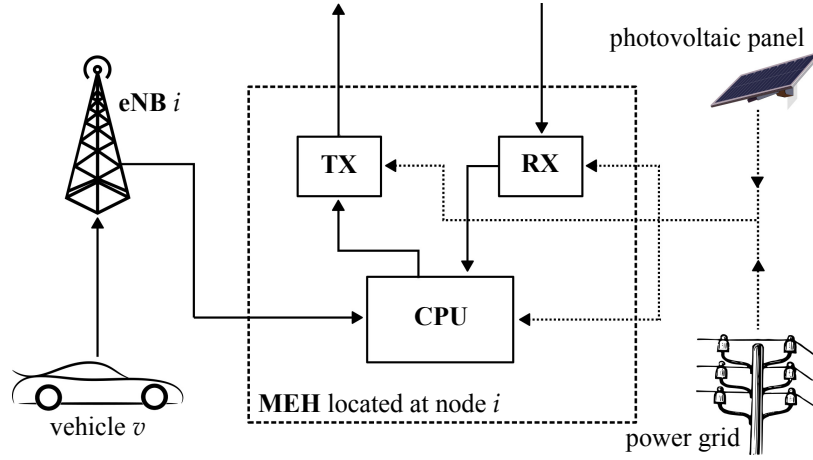 photovoltaic panel
eNB i
TX
RX
CPU
MEH located at node i
vehicle v
power grid